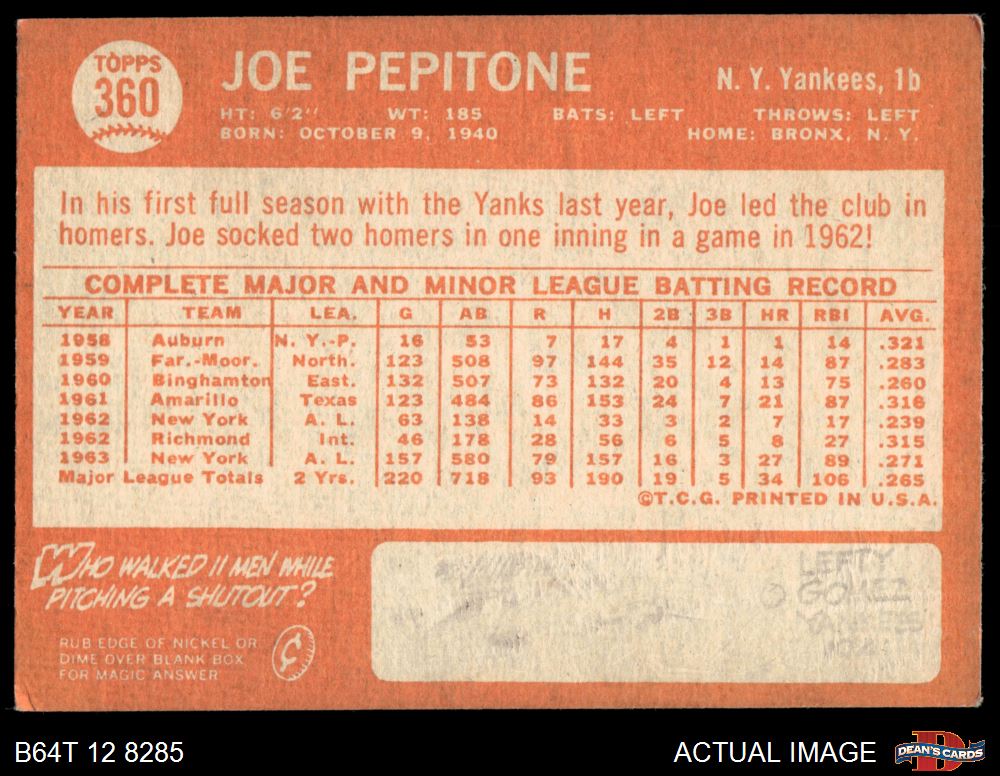 TOPPS
360
JOE PEPITONE
N. Y. Yankees, 1b
HT: 6'2" WT: 185 BATS: LEFT THROWS: LEFT
BORN: OCTOBER 9, 1940 HOME: BRONX, N. Y.
In his first full season with the Yanks last year, Joe led the club in
homers. Joe socked two homers in one inning in a game in 1962!
COMPLETE MAJOR AND MINOR LEAGUE BATTING RECORD
YEAR TEAM LEA. G AB R H 2B 3B HR RBI AVG.
1958 Auburn N. Y.-P. 16 53 7 17 4 1 1 14 .321
1959 Far.-Moor. North. 123 508 97 144 35 12 14 87 .283
1960 Binghamton East. 132 507 73 132 20 4 13 75 .260
1961 Amarillo Texas 123 484 86 153 24 7 21 87 .316
1962 New York A. L. 63 138 14 33 3 2 7 17 .239
1962 Richmond Int. 46 178 28 56 6 5 8 27 .315
1963 New York A. L. 157 580 79 157 16 3 27 89 .271
Major League Totals 2 Yrs. 220 718 93 190 19 5 34 106 .265
©T.C.G. PRINTED IN U.S.A.
WHO WALKED 11 MEN WHILE
PITCHING A SHUTOUT?
RUB EDGE OF NICKEL OR
DIME OVER BLANK BOX
FOR MAGIC ANSWER
¢
LEFTY
GOMEZ
YANKEES
B64T 12 8285
ACTUAL IMAGE
DEAN'S CARDS